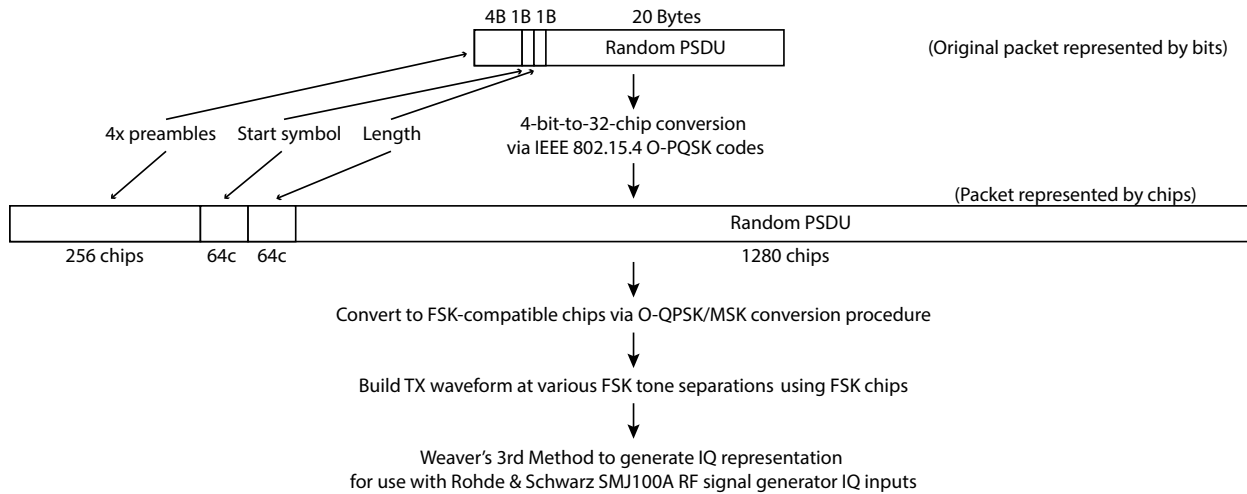 4B 1B 1B 20 Bytes
Random PSDU
(Original packet represented by bits)
4x preambles Start symbol Length
4-bit-to-32-chip conversion
via IEEE 802.15.4 O-PQSK codes
(Packet represented by chips)
Random PSDU
256 chips 64c 64c 1280 chips
Convert to FSK-compatible chips via O-QPSK/MSK conversion procedure
Build TX waveform at various FSK tone separations using FSK chips
Weaver's 3rd Method to generate IQ representation
for use with Rohde & Schwarz SMJ100A RF signal generator IQ inputs